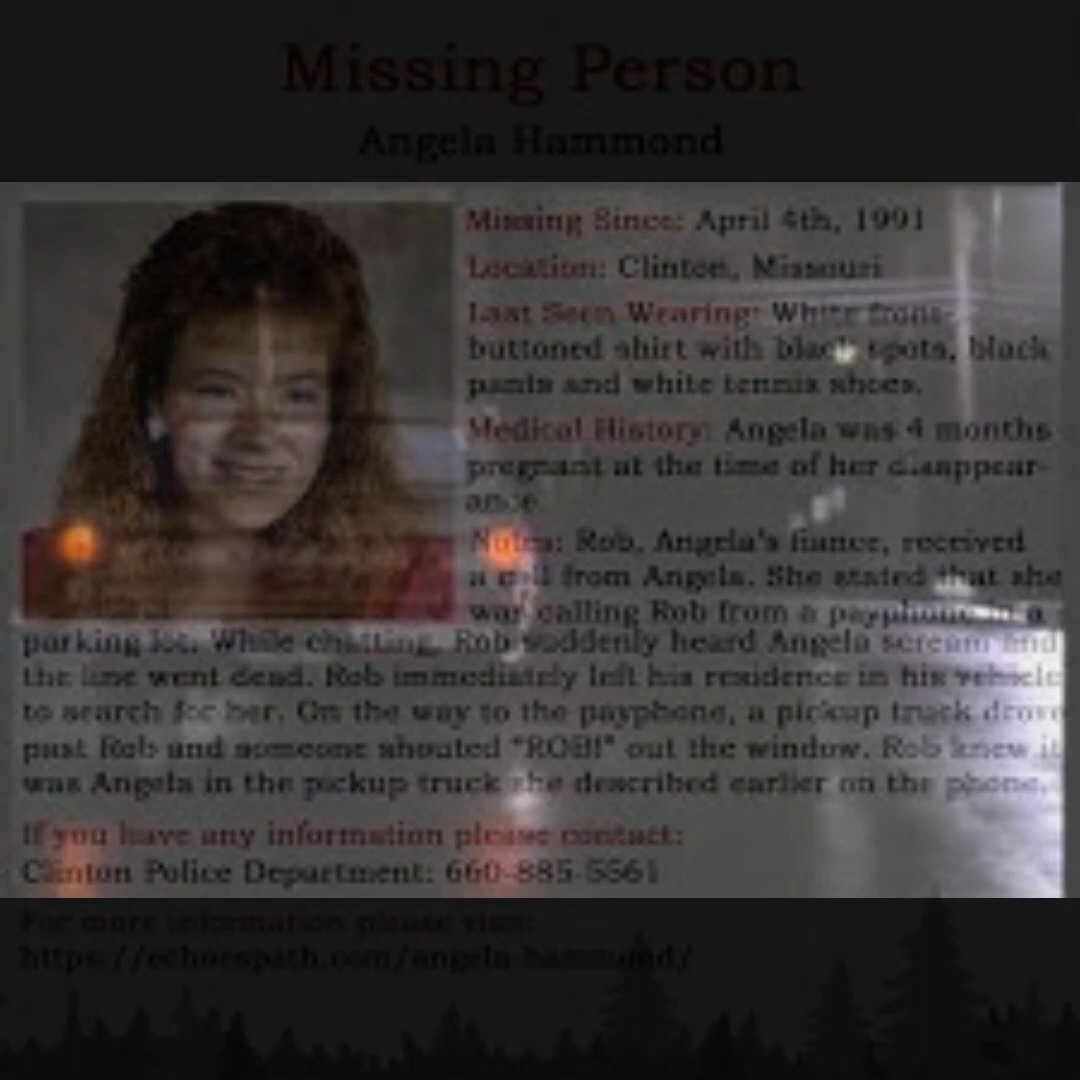 Missing Person
Angela Hammond
Missing Since: April 4th, 1991
Location: Clinton, Missouri
Last Seen Wearing: White front-
buttoned shirt with black spots, black
pants and white tennis shoes.
Medical History: Angela was 4 months
pregnant at the time of her disappear-
ance.
Notes: Rob, Angela's fiance, received
a call from Angela. She stated that she
was calling Rob from a payphone in a
parking lot. While chatting, Rob suddenly heard Angela scream and
the line went dead. Rob immediately left his residence in his vehicle
to search for her. On the way to the payphone, a pickup truck drove
past Rob and someone shouted "ROB!" out the window. Rob knew it
was Angela in the pickup truck she described earlier on the phone.
If you have any information please contact:
Clinton Police Department: 660-885-5561
For more information please visit:
https://echoespath.com/angela-hammond/